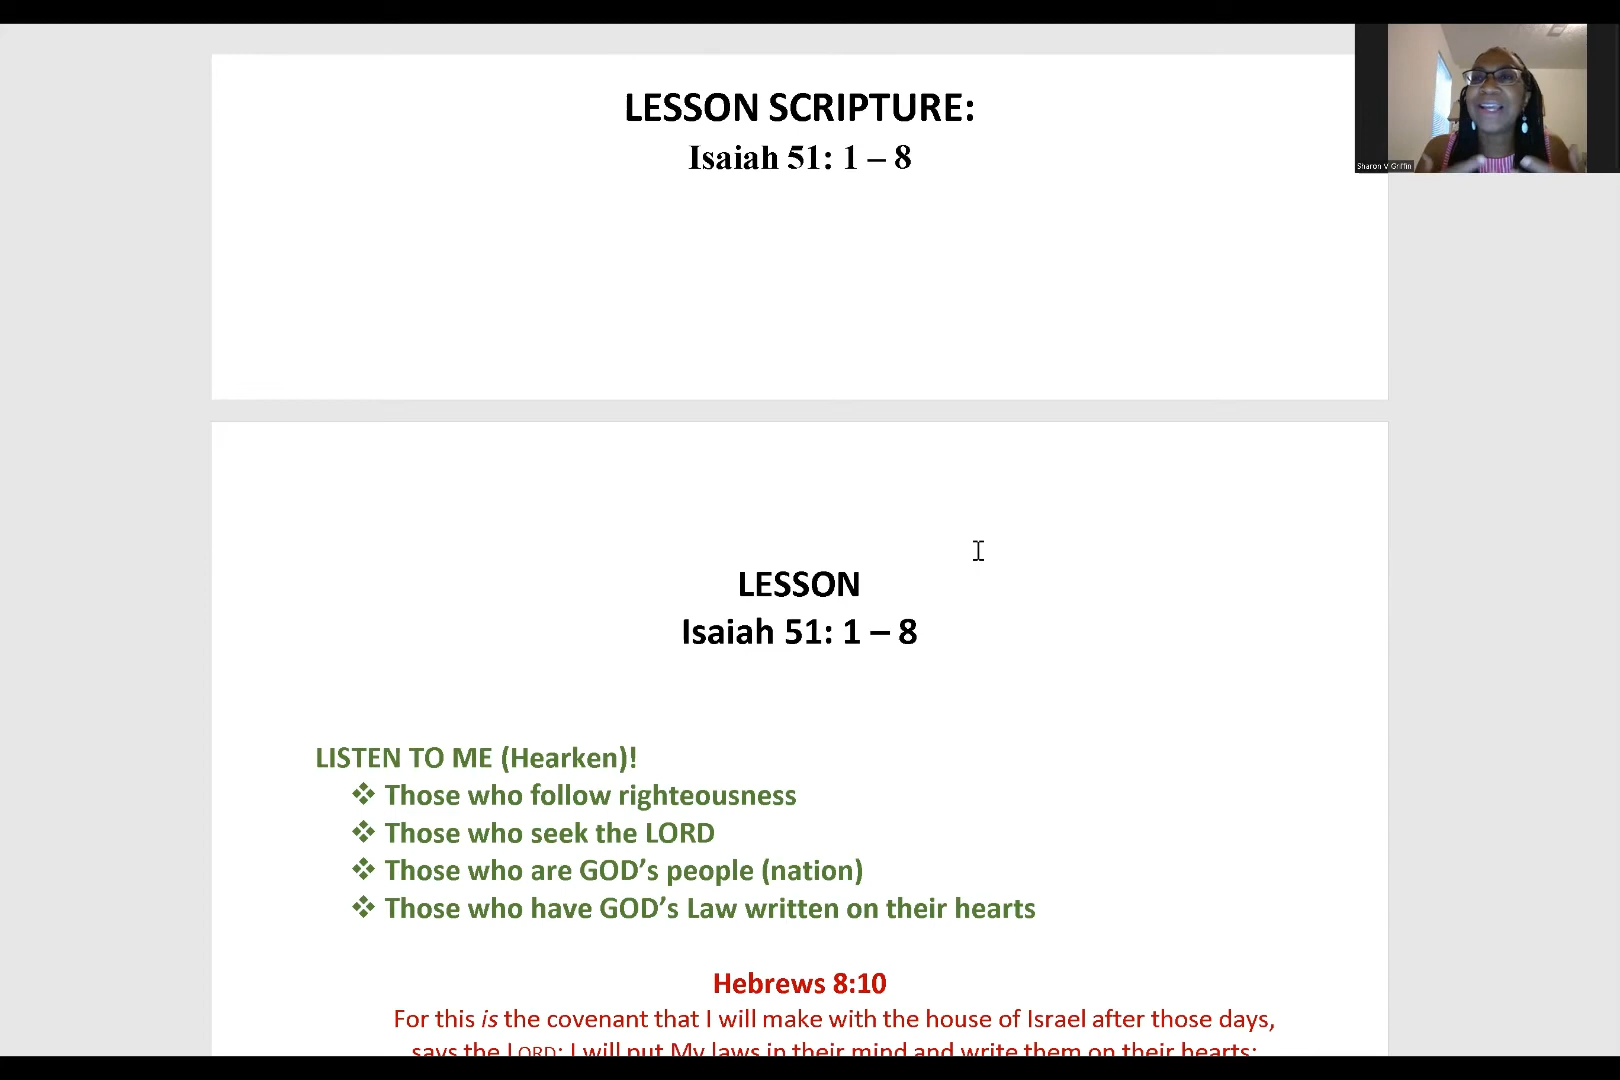 LESSON SCRIPTURE:
Isaiah 51: 1 – 8
Sharon V Griffin
LESSON
Isaiah 51: 1 – 8
LISTEN TO ME (Hearken)!
❖ Those who follow righteousness
❖ Those who seek the LORD
❖ Those who are GOD’s people (nation)
❖ Those who have GOD’s Law written on their hearts
Hebrews 8:10
For this is the covenant that I will make with the house of Israel after those days,
says the LORD: I will put My laws in their mind and write them on their hearts;